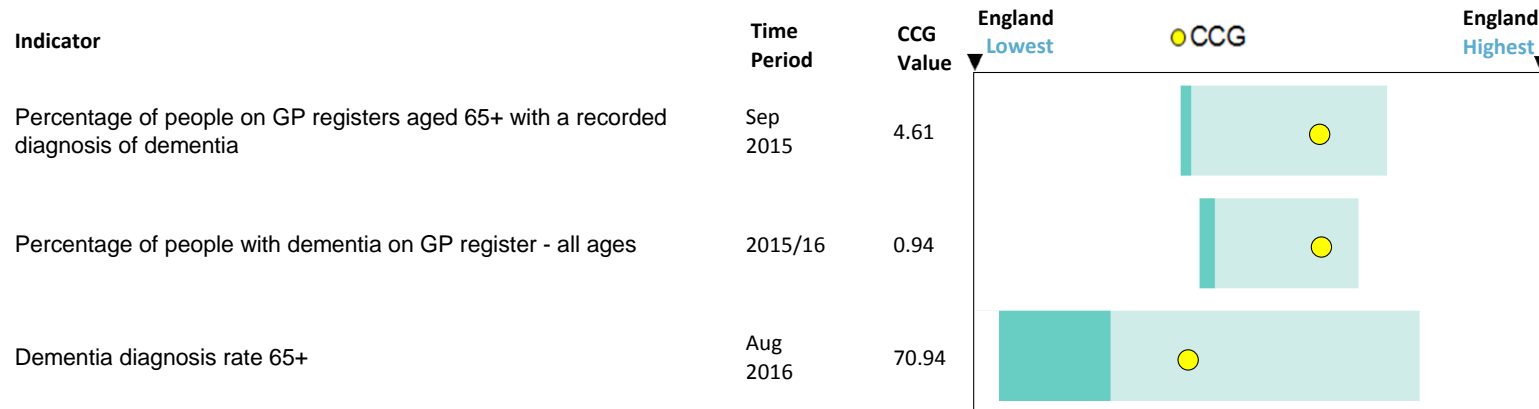 Indicator
Time
Period
CCG
Value
England
Lowest
CCG
England
Highest
Percentage of people on GP registers aged 65+ with a recorded
diagnosis of dementia
Sep
2015
4.61
Percentage of people with dementia on GP register - all ages
2015/16
0.94
Dementia diagnosis rate 65+
Aug
2016
70.94